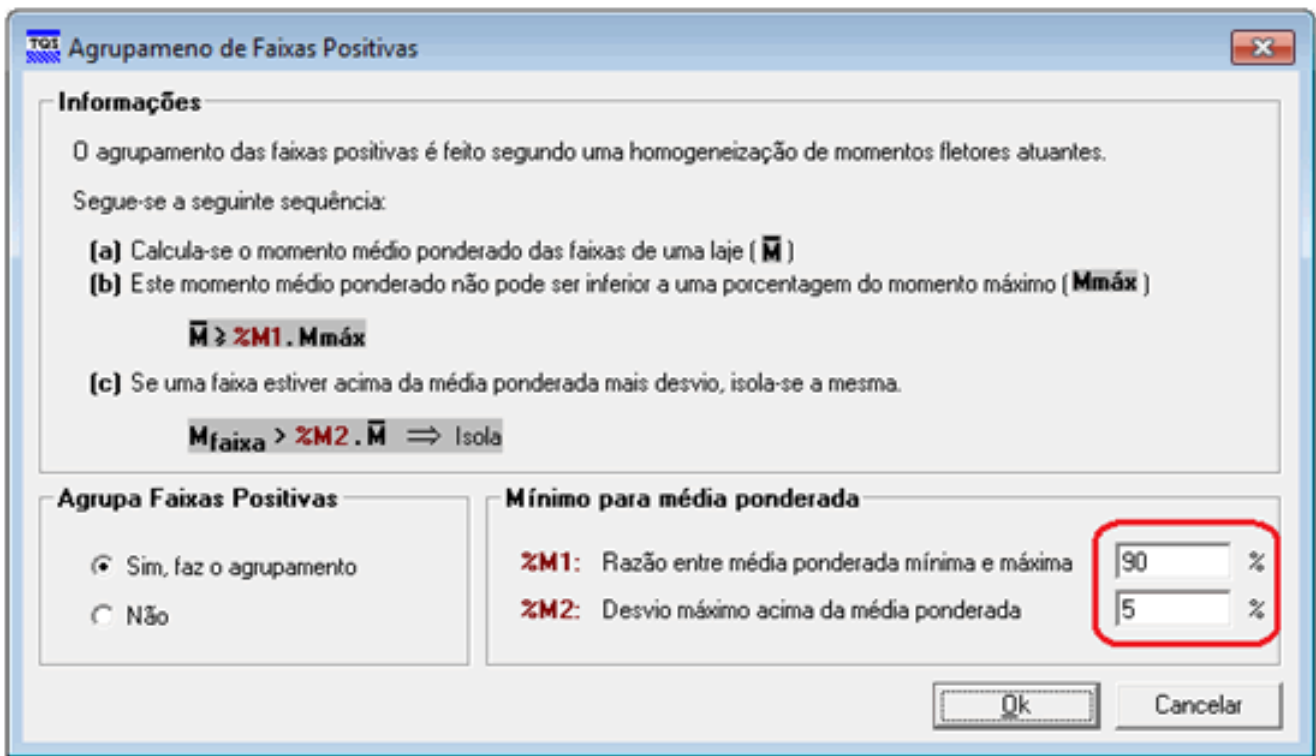 TQS Agrupameno de Faixas Positivas
Informações
O agrupamento das faixas positivas é feito segundo uma homogeneização de momentos fletores atuantes.
Segue-se a seguinte sequência:
(a) Calcula-se o momento médio ponderado das faixas de uma laje ( M̅ )
(b) Este momento médio ponderado não pode ser inferior a uma porcentagem do momento máximo ( Mmáx )
M̅ ≥ %M1 . Mmáx
(c) Se uma faixa estiver acima da média ponderada mais desvio, isola-se a mesma.
Mfaixa > %M2 . M̅ ⇒ Isola
Agrupa Faixas Positivas
Sim, faz o agrupamento
Não
Mínimo para média ponderada
%M1: Razão entre média ponderada mínima e máxima 90 %
%M2: Desvio máximo acima da média ponderada 5 %
Ok Cancelar